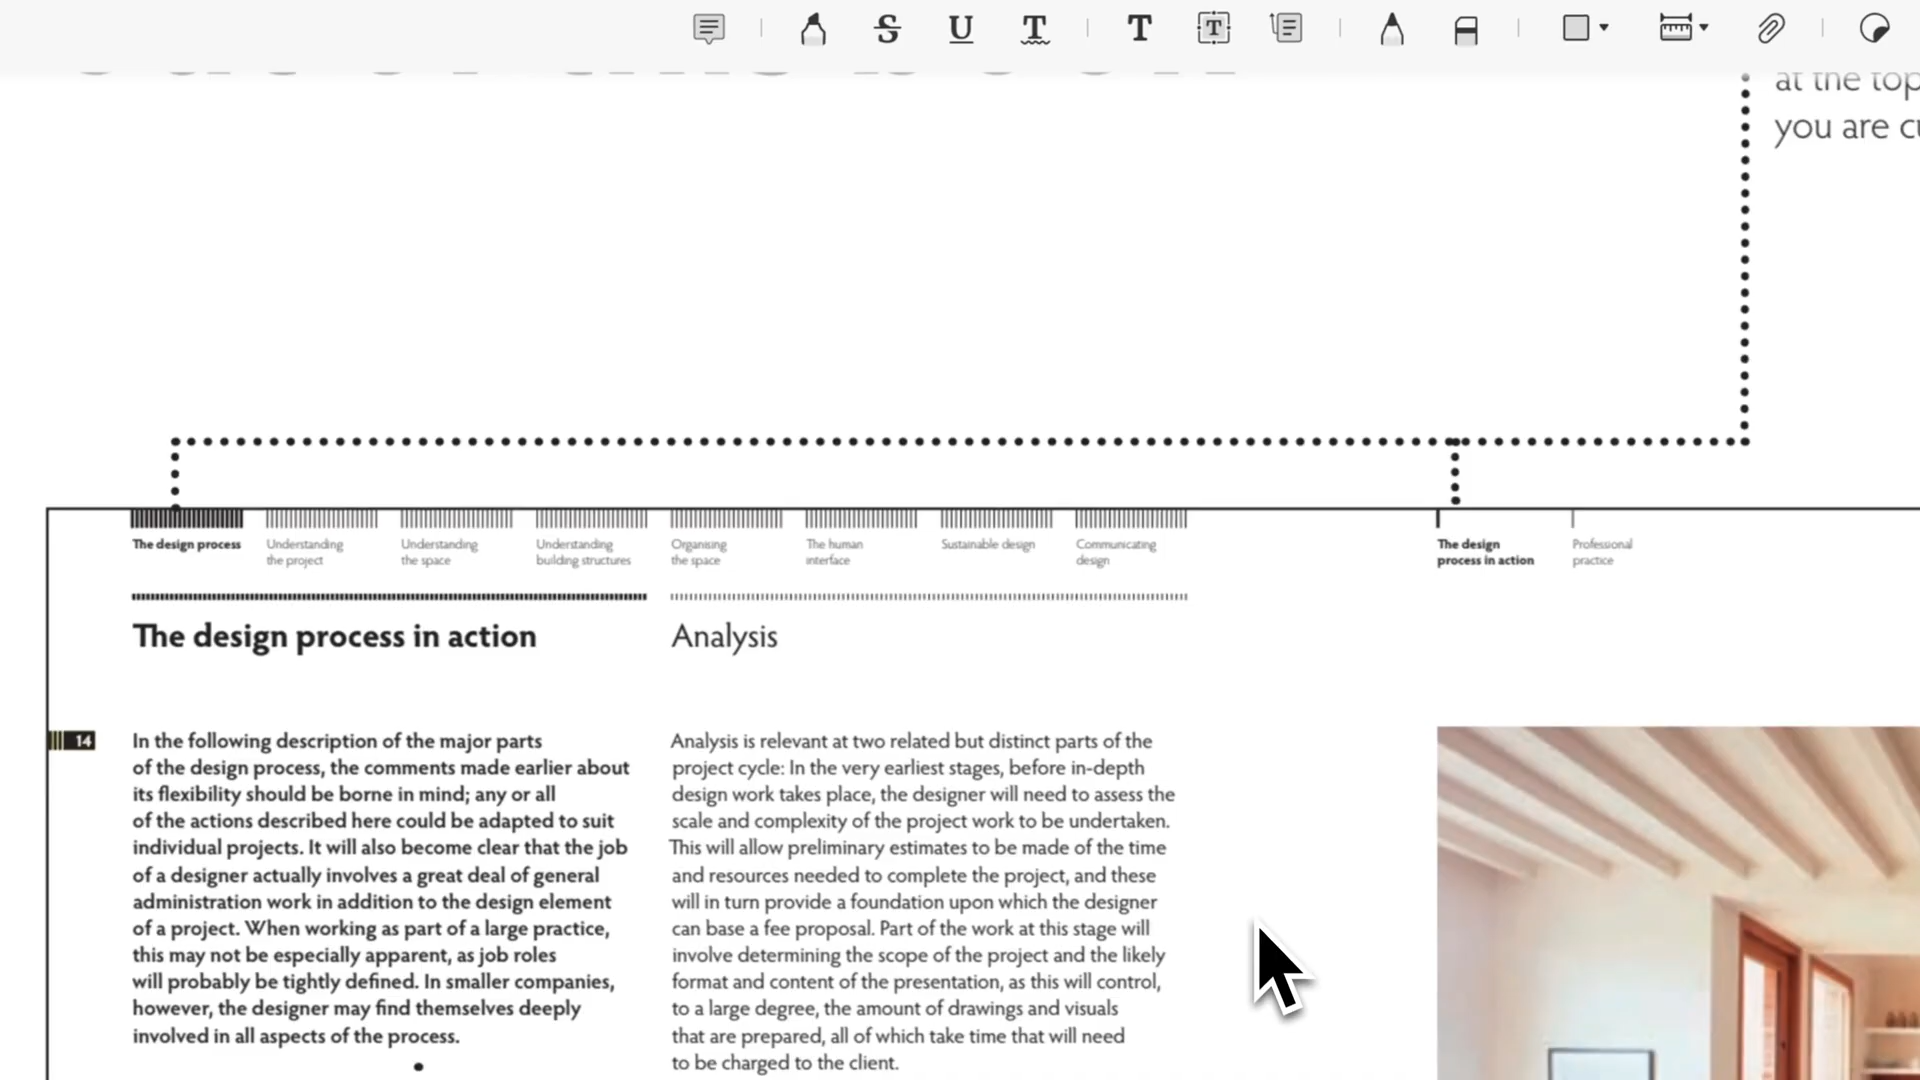 at the top
you are
The design process
Understanding
the project
Understanding
the space
Understanding
building structures
Organising
the space
The human
interface
Sustainable design
Communicating
design
The design
process in action
Professional
practice
The design process in action
Analysis
14
In the following description of the major parts
of the design process, the comments made earlier about
its flexibility should be borne in mind; any or all
of the actions described here could be adapted to suit
individual projects. It will also become clear that the job
of a designer actually involves a great deal of general
administration work in addition to the design element
of a project. When working as part of a large practice,
this may not be especially apparent, as job roles
will probably be tightly defined. In smaller companies,
however, the designer may find themselves deeply
involved in all aspects of the process.
Analysis is relevant at two related but distinct parts of the
project cycle: In the very earliest stages, before in-depth
design work takes place, the designer will need to assess the
scale and complexity of the project work to be undertaken.
This will allow preliminary estimates to be made of the time
and resources needed to complete the project, and these
will in turn provide a foundation upon which the designer
can base a fee proposal. Part of the work at this stage will
involve determining the scope of the project and the likely
format and content of the presentation, as this will control,
to a large degree, the amount of drawings and visuals
that are prepared, all of which take time that will need
to be charged to the client.